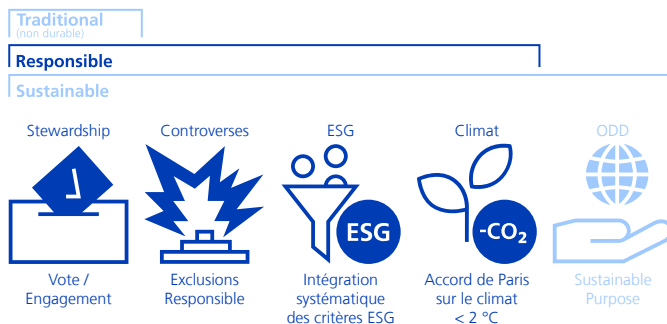 Traditional
(non durable)
Responsible
Sustainable
Stewardship
Controverses
ESG
Climat
ODD
ESG
-CO₂
Vote /
Engagement
Exclusions
Responsible
Intégration
systématique
des critères ESG
Accord de Paris
sur le climat
< 2 °C
Sustainable
Purpose